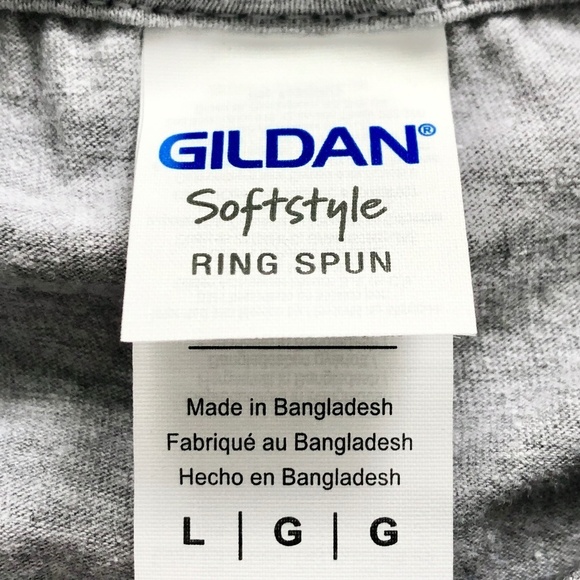 GILDAN®
Softstyle
RING SPUN
Made in Bangladesh
Fabriqué au Bangladesh
Hecho en Bangladesh
L | G | G